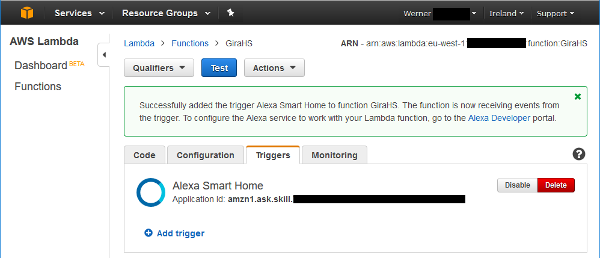 Services Resource Groups Werner Ireland Support
AWS Lambda
Dashboard BETA
Functions
Lambda Functions GiraHS ARN - arn:aws:lambda:eu-west-1 function:GiraHS
Qualifiers Test Actions
Successfully added the trigger Alexa Smart Home to function GiraHS. The function is now receiving events from
the trigger. To configure the Alexa service to work with your Lambda function, go to the Alexa Developer portal.
Code Configuration Triggers Monitoring
Alexa Smart Home Disable Delete
Application Id: amzn1.ask.skill.
Add trigger